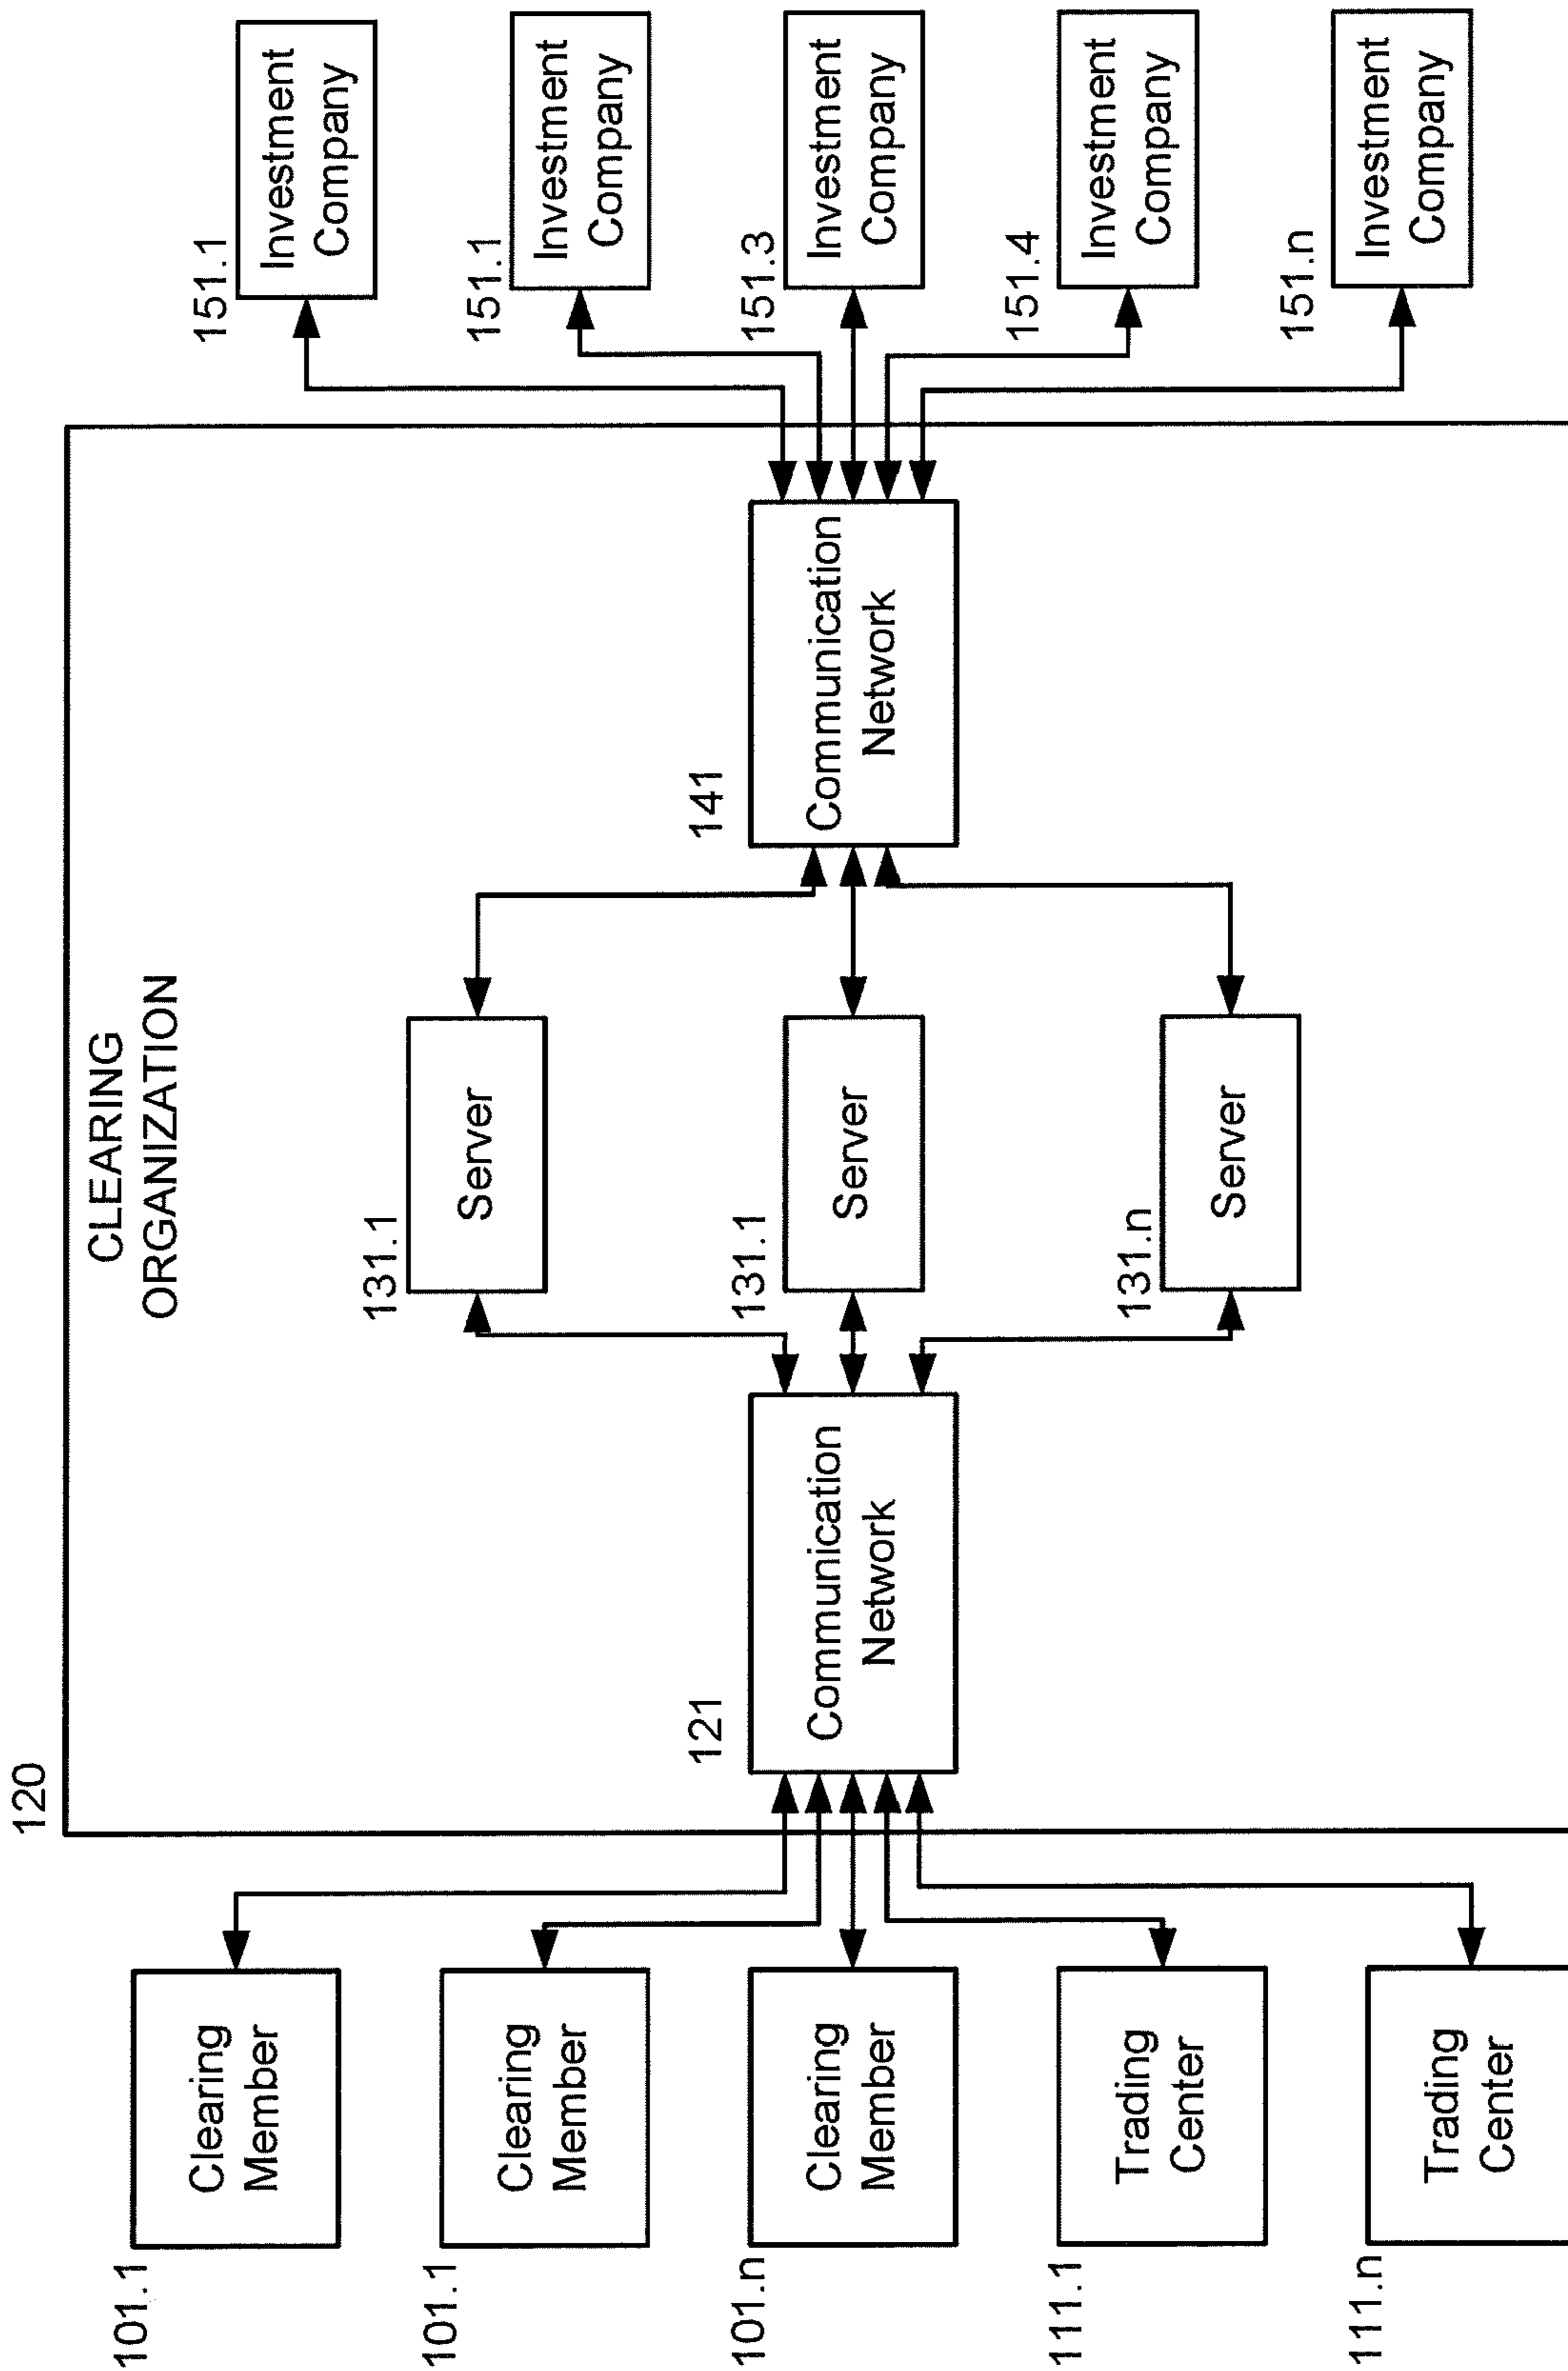 120
CLEARING
ORGANIZATION
101.1
Clearing
Member
101.1
Clearing
Member
101.n
Clearing
Member
111.1
Trading
Center
111.n
Trading
Center
121
Communication
Network
131.1
Server
131.1
Server
131.n
Server
141
Communication
Network
151.1
Investment
Company
151.1
Investment
Company
151.3
Investment
Company
151.4
Investment
Company
151.n
Investment
Company